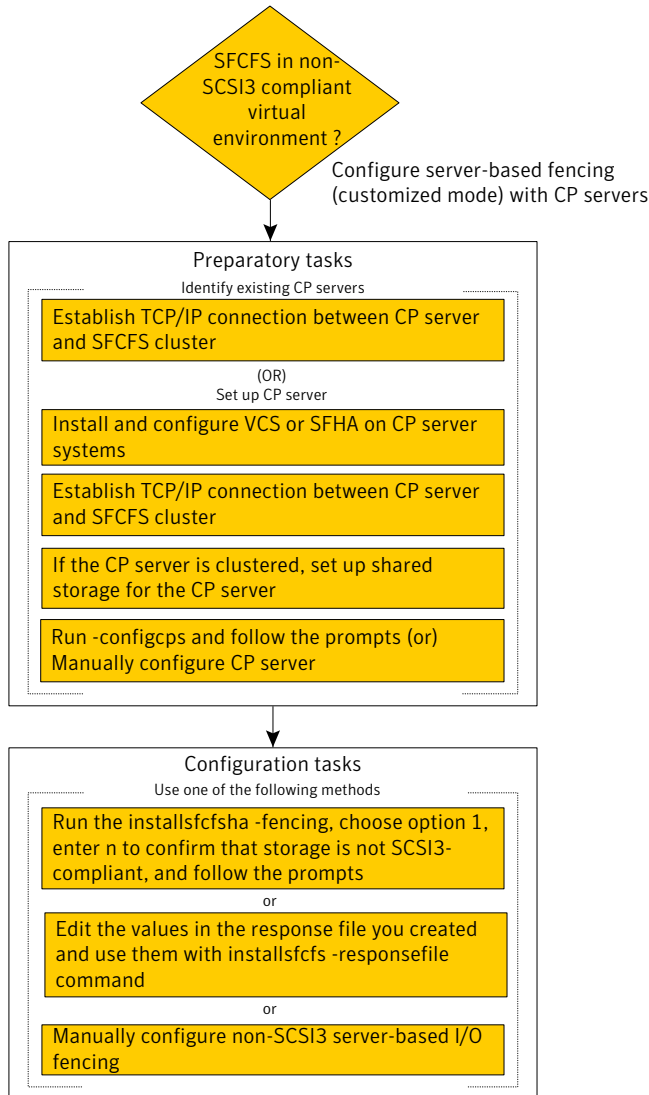 SFCFS in non-
SCSI3 compliant
virtual
environment ?
Configure server-based fencing
(customized mode) with CP servers
Preparatory tasks
Identify existing CP servers
Establish TCP/IP connection between CP server
and SFCFS cluster
(OR)
Set up CP server
Install and configure VCS or SFHA on CP server
systems
Establish TCP/IP connection between CP server
and SFCFS cluster
If the CP server is clustered, set up shared
storage for the CP server
Run -configcps and follow the prompts (or)
Manually configure CP server
Configuration tasks
Use one of the following methods
Run the installsfcfsha -fencing, choose option 1,
enter n to confirm that storage is not SCSI3-
compliant, and follow the prompts
or
Edit the values in the response file you created
and use them with installsfcfs -responsefile
command
or
Manually configure non-SCSI3 server-based I/O
fencing